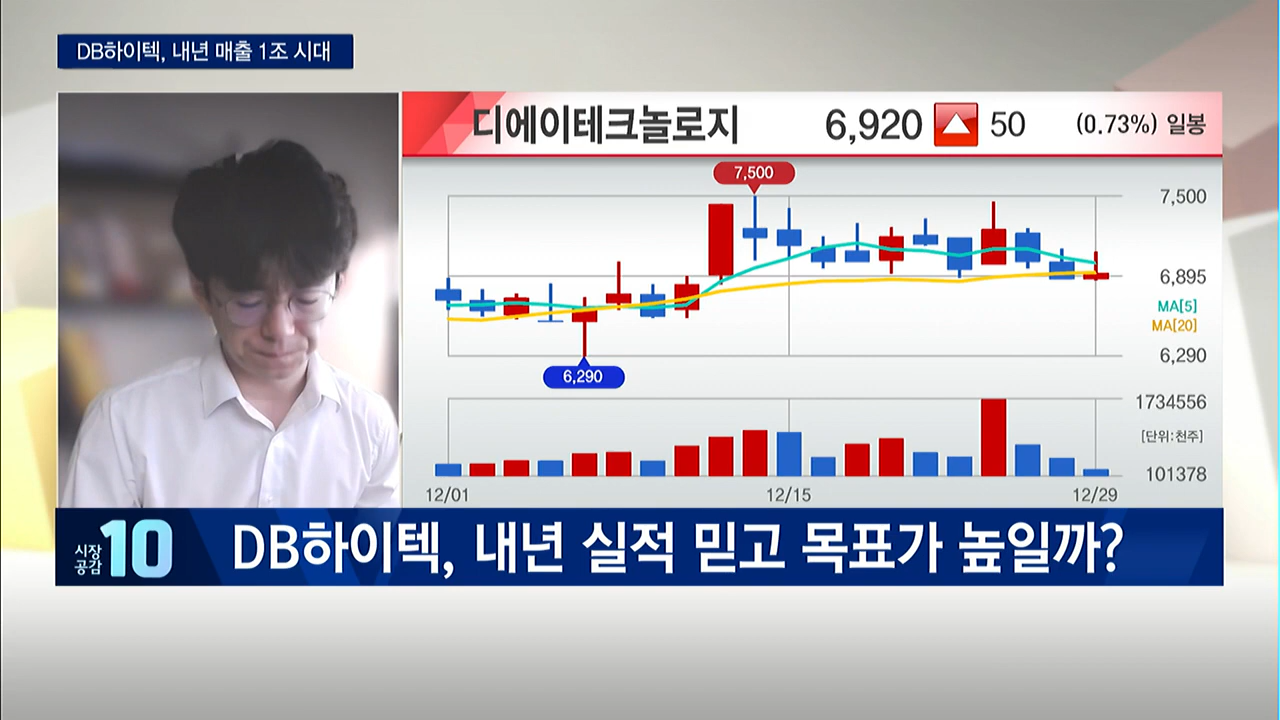 DB하이텍, 내년 매출 1조 시대
디에이테크놀로지 6,920 ▲ 50 (0.73%) 일봉
7,500
7,500
6,895
MA[5]
MA[20]
6,290
6,290
1734556
[단위:천주]
101378
12/01 12/15 12/29
시장공감 10
DB하이텍, 내년 실적 믿고 목표가 높일까?